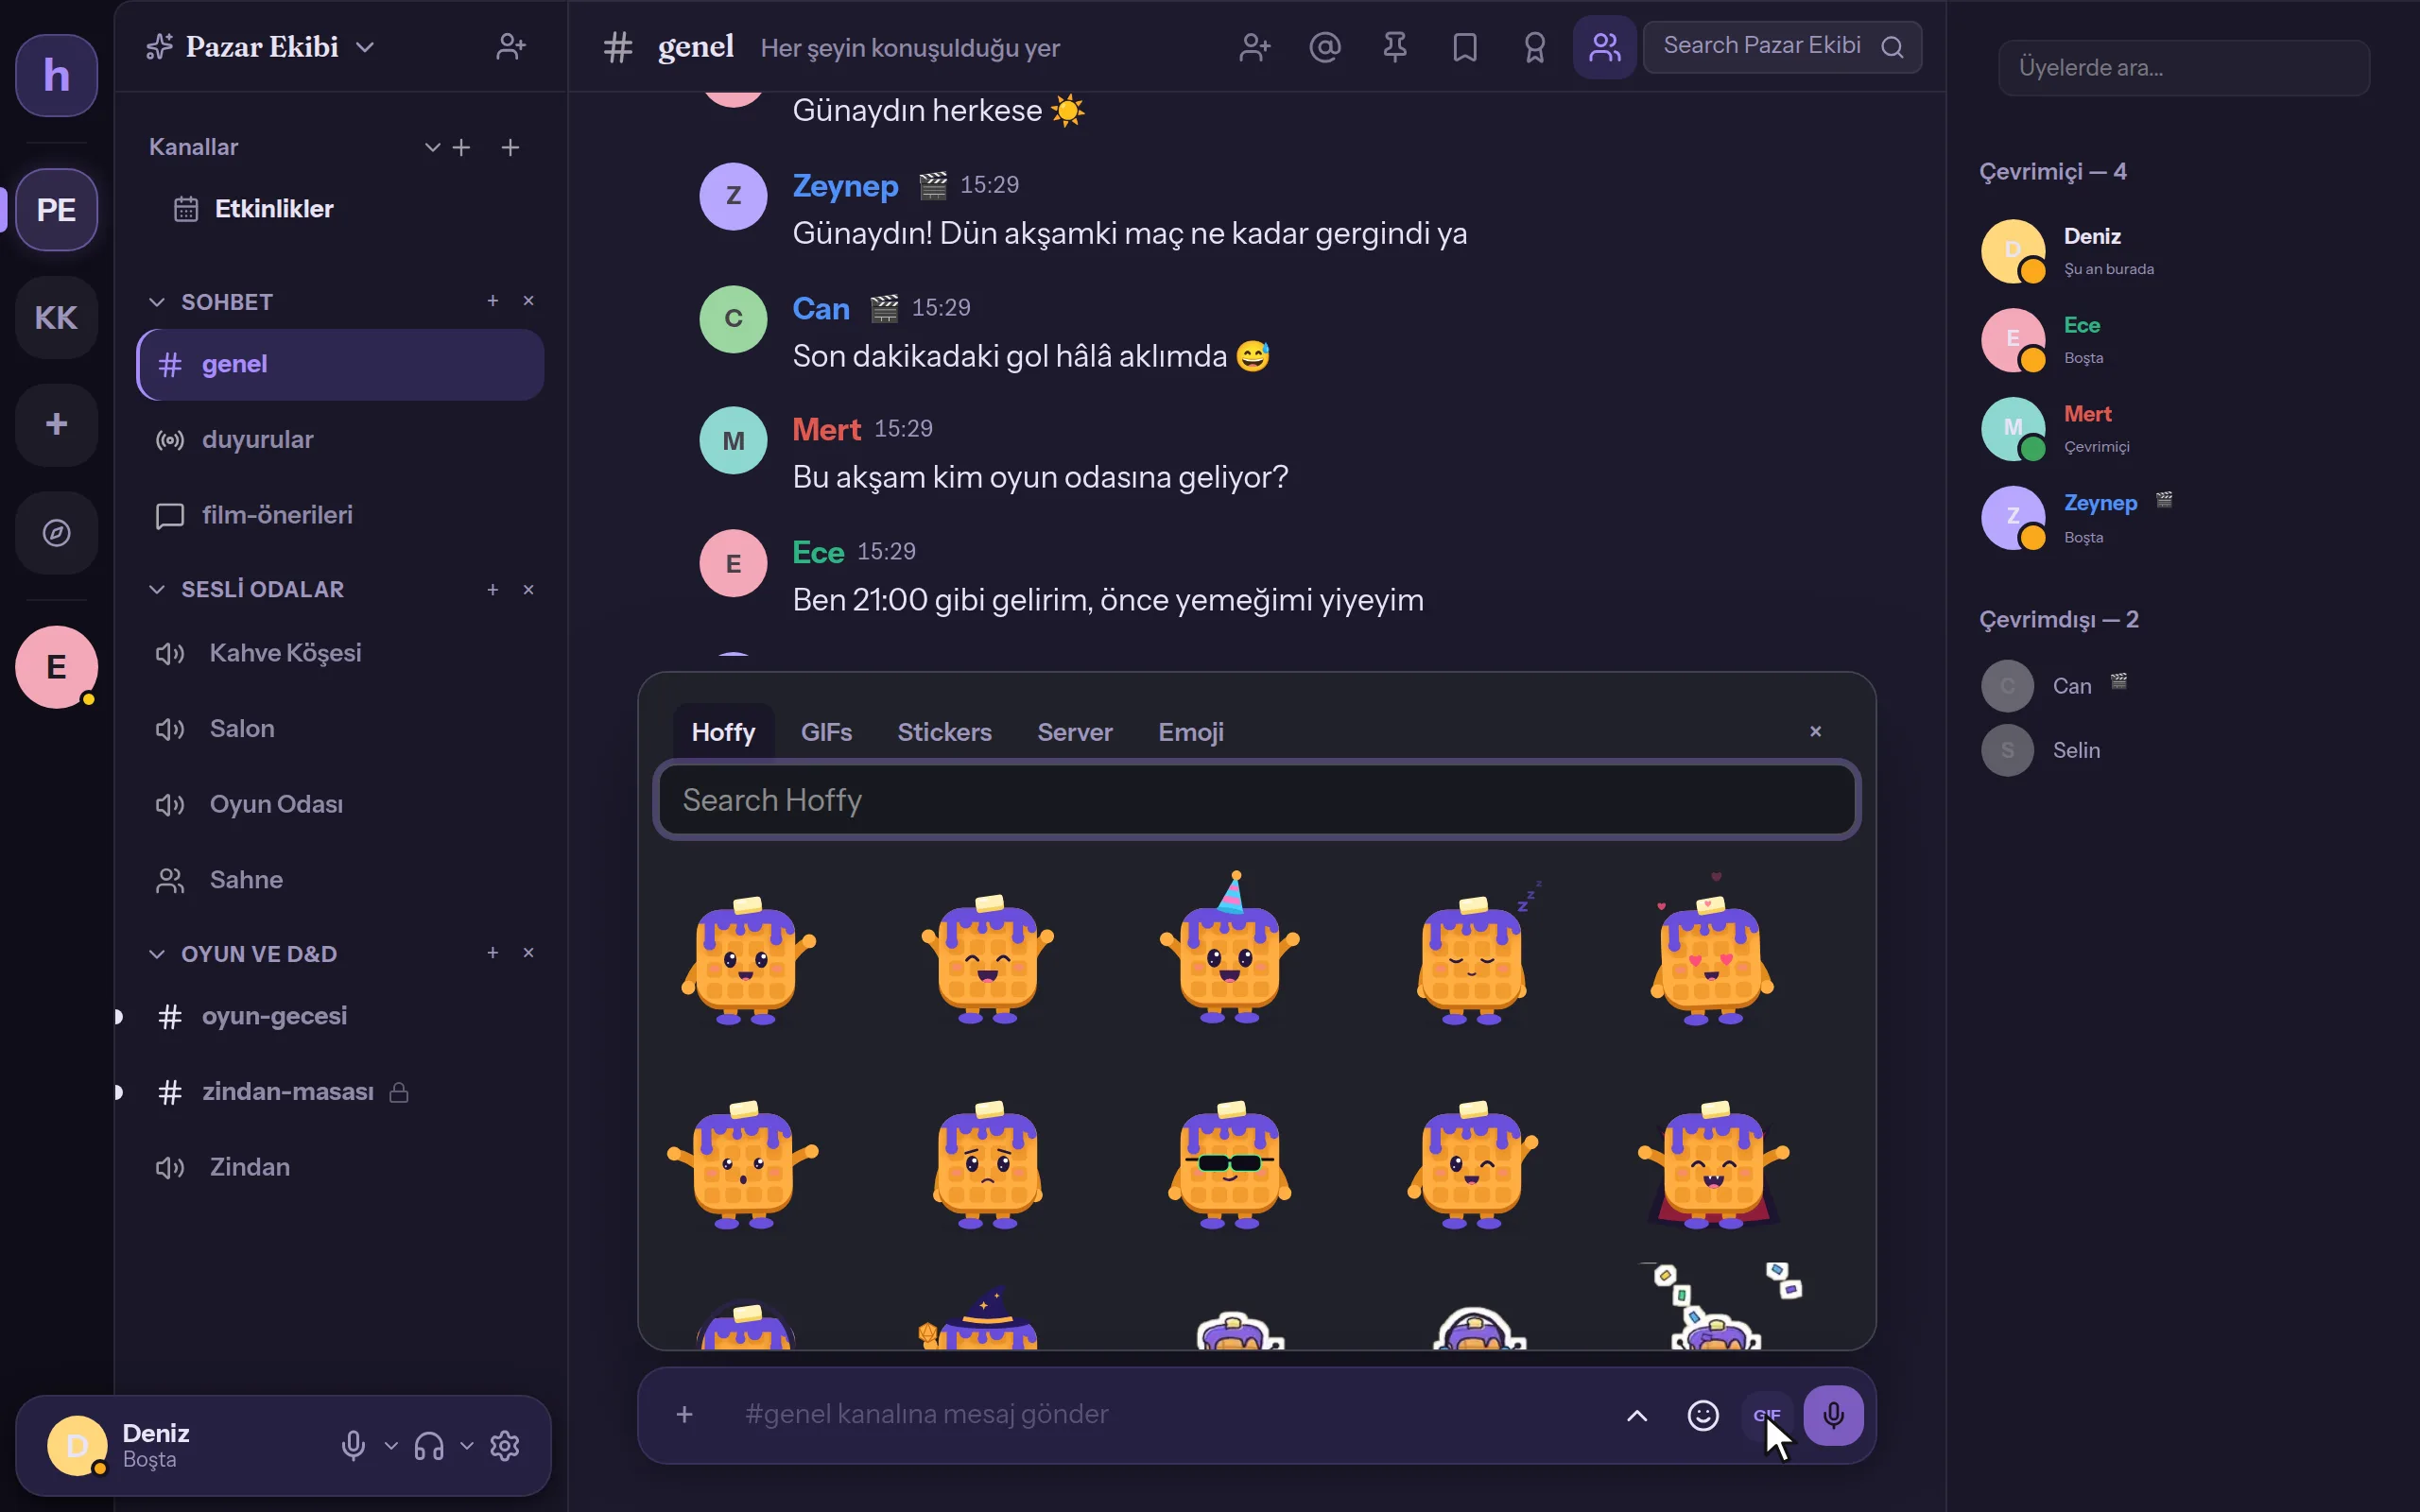 h
PE
KK
+
E
Pazar Ekibi
Kanallar
Etkinlikler
SOHBET
genel
duyurular
film-önerileri
SESLİ ODALAR
Kahve Köşesi
Salon
Oyun Odası
Sahne
OYUN VE D&D
oyun-gecesi
zindan-masası
Zindan
D
Deniz
Boşta
# genel Her şeyin konuşulduğu yer
Search Pazar Ekibi
Günaydın herkese ☀️
Z
Zeynep 🎬 15:29
Günaydın! Dün akşamki maç ne kadar gergindi ya
C
Can 🎬 15:29
Son dakikadaki gol hâlâ aklımda 😅
M
Mert 15:29
Bu akşam kim oyun odasına geliyor?
E
Ece 15:29
Ben 21:00 gibi gelirim, önce yemeğimi yiyeyim
Hoffy GIFs Stickers Server Emoji ×
Search Hoffy
z z z
+ #genel kanalına mesaj gönder
GIF
Üyelerde ara...
Çevrimiçi — 4
D
Deniz
Şu an burada
E
Ece
Boşta
M
Mert
Çevrimiçi
Z
Zeynep 🎬
Boşta
Çevrimdışı — 2
C
Can 🎬
S
Selin